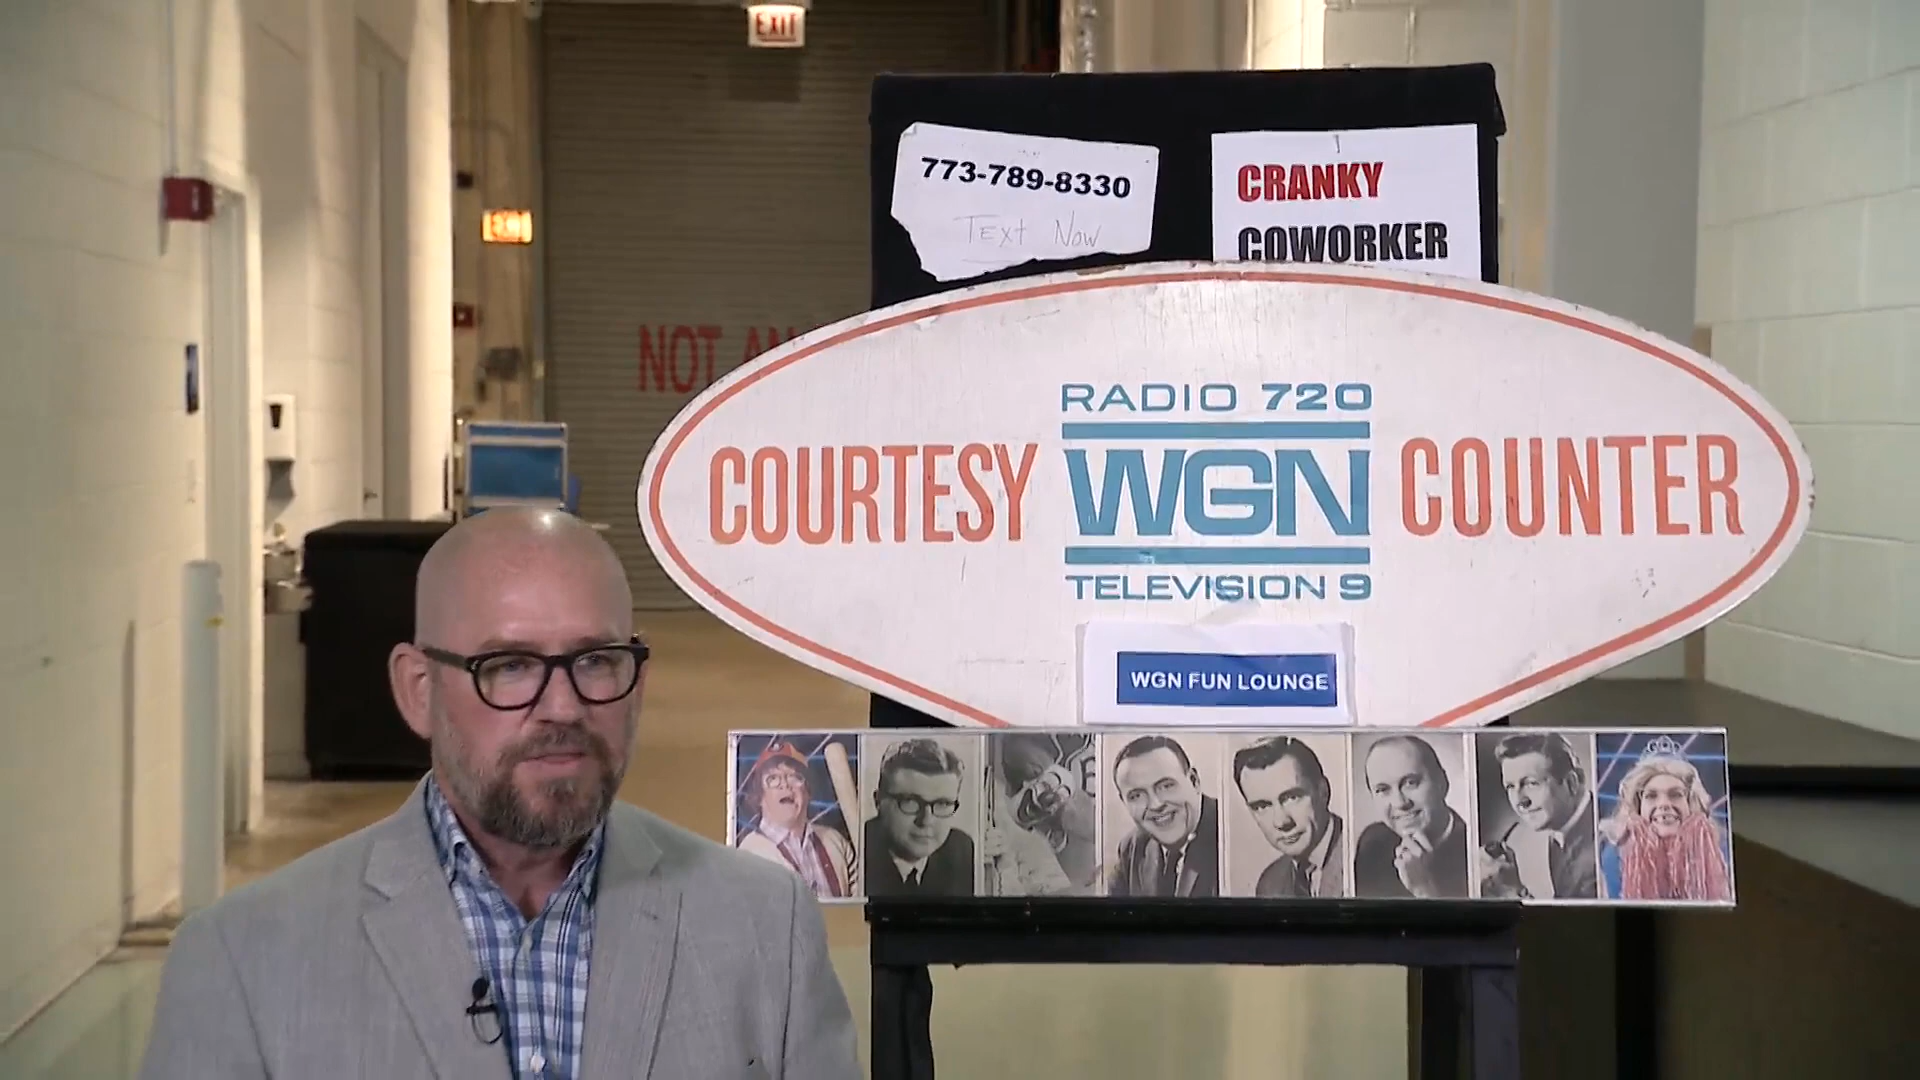 EXIT
773-789-8330
Text Now
CRANKY
COWORKER
NOT AN
RADIO 720
COURTESY WGN COUNTER
TELEVISION 9
WGN FUN LOUNGE